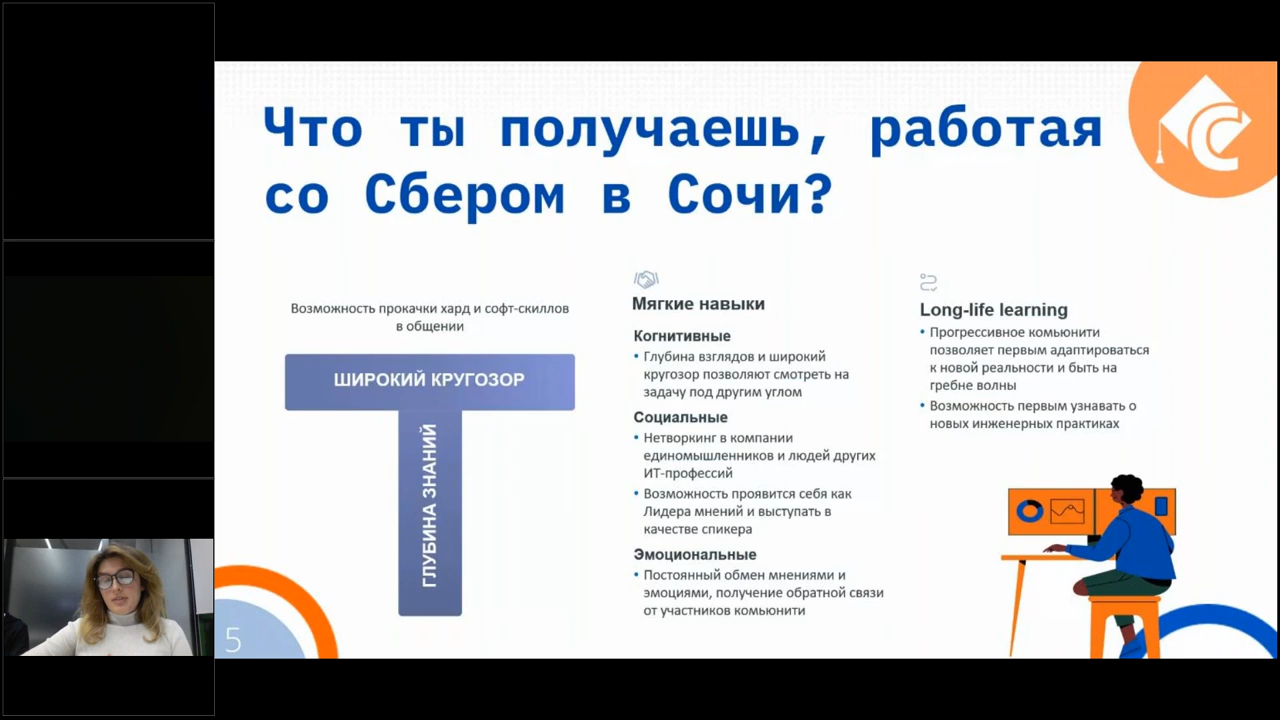 Что ты получаешь, работая
со Сбером в Сочи?
Возможность прокачки хард и софт-скиллов
в общении
ШИРОКИЙ КРУГОЗОР
ГЛУБИНА ЗНАНИЙ
Мягкие навыки
Когнитивные
• Глубина взглядов и широкий
кругозор позволяют смотреть на
задачу под другим углом
Социальные
• Нетворкинг в компании
единомышленников и людей других
ИТ-профессий
• Возможность проявится себя как
Лидера мнений и выступать в
качестве спикера
Эмоциональные
• Постоянный обмен мнениями и
эмоциями, получение обратной связи
от участников комьюнити
Long-life learning
• Прогрессивное комьюнити
позволяет первым адаптироваться
к новой реальности и быть на
гребне волны
• Возможность первым узнавать о
новых инженерных практиках
С
5